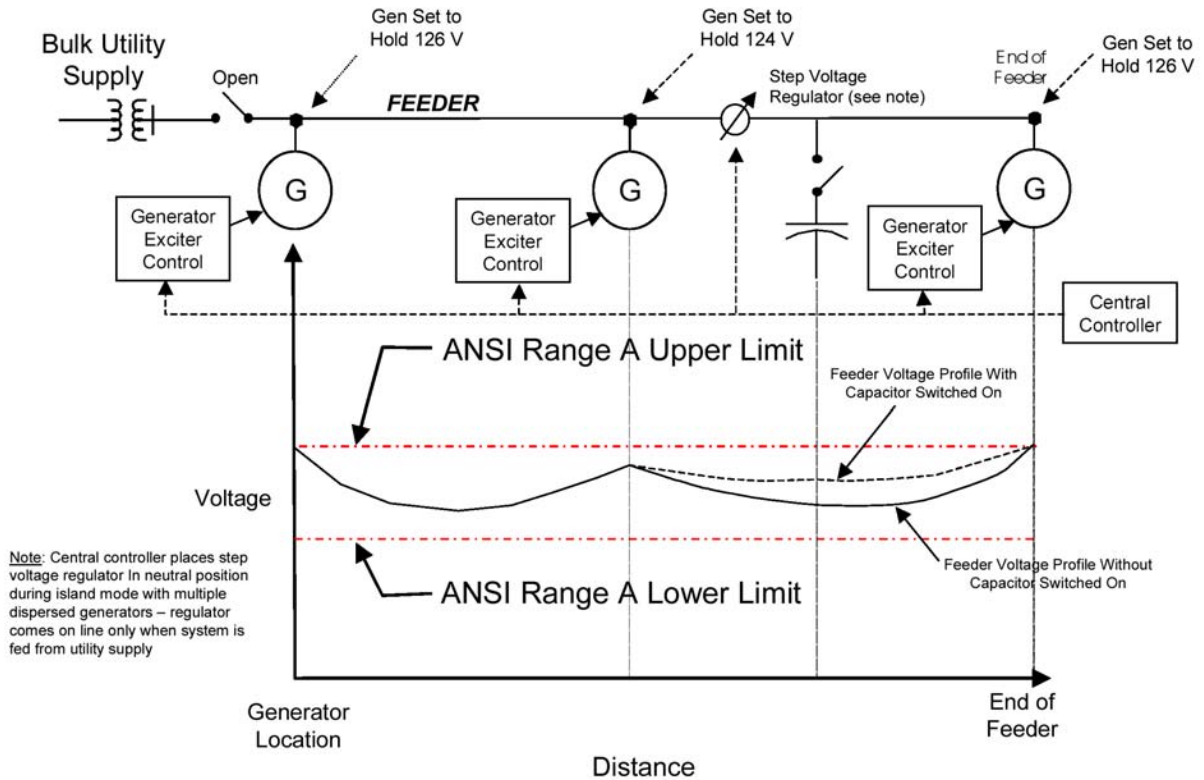 Gen Set to
Hold 126 V
Gen Set to
Hold 124 V
Gen Set to
Hold 126 V
Bulk Utility
Supply
Open
FEEDER
Step Voltage
Regulator (see note)
End of
Feeder
G
G
G
Generator
Exciter
Control
Generator
Exciter
Control
Generator
Exciter
Control
Central
Controller
ANSI Range A Upper Limit
Feeder Voltage Profile With
Capacitor Switched On
Voltage
ANSI Range A Lower Limit
Feeder Voltage Profile Without
Capacitor Switched On
Note: Central controller places step
voltage regulator In neutral position
during island mode with multiple
dispersed generators – regulator
comes on line only when system is
fed from utility supply
Generator
Location
End of
Feeder
Distance